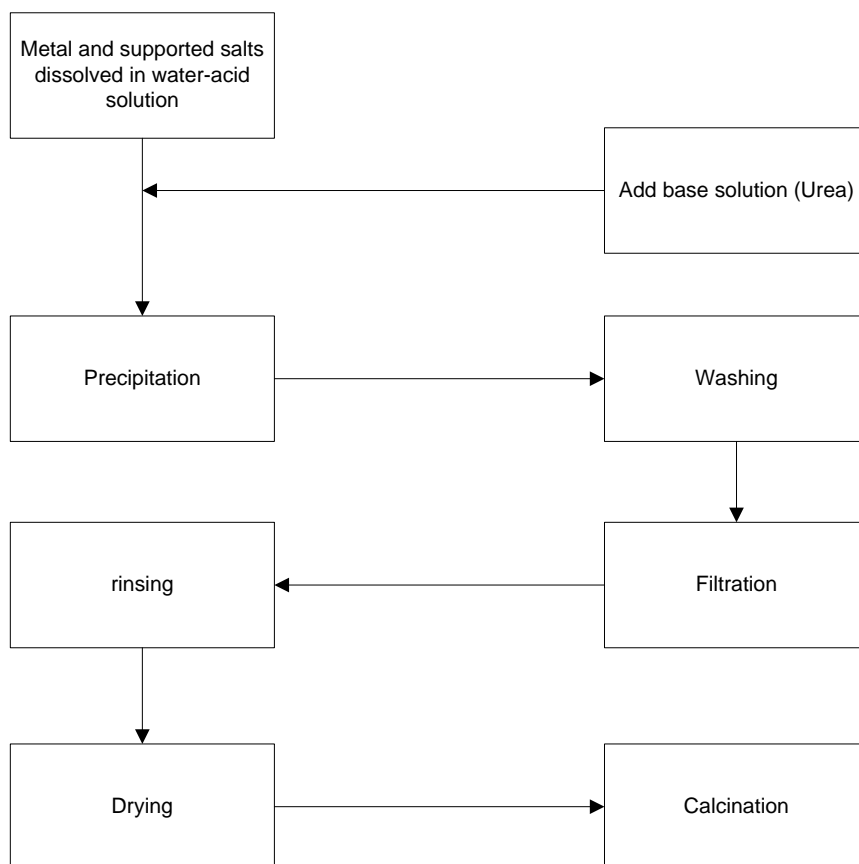 Metal and supported salts
dissolved in water-acid
solution
Add base solution (Urea)
Precipitation
Washing
Filtration
rinsing
Drying
Calcination